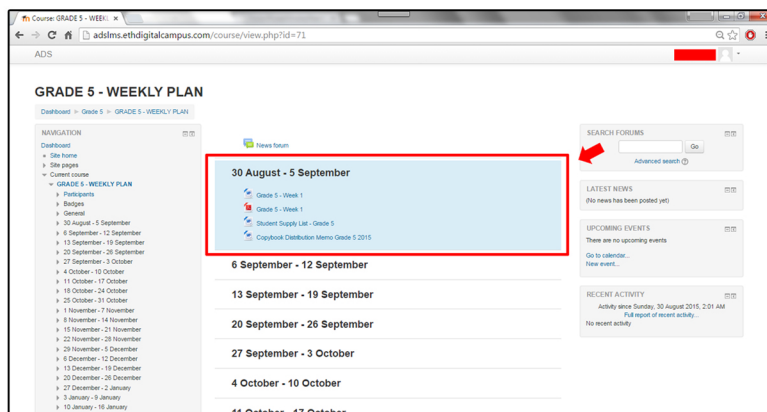 Course: GRADE 5 - WEEKL
adslms.ethdigitalcampus.com/course/view.php?id=71
ADS
GRADE 5 - WEEKLY PLAN
Dashboard > Grade 5 > GRADE 5 - WEEKLY PLAN
NAVIGATION
Dashboard
Site home
Site pages
Current course
GRADE 5 - WEEKLY PLAN
Participants
Badges
General
30 August - 5 September
6 September - 12 September
13 September - 19 September
20 September - 26 September
27 September - 3 October
4 October - 10 October
11 October - 17 October
18 October - 24 October
25 October - 31 October
1 November - 7 November
8 November - 14 November
15 November - 21 November
22 November - 28 November
29 November - 5 December
6 December - 12 December
13 December - 19 December
20 December - 26 December
27 December - 2 January
3 January - 9 January
10 January - 16 January
News forum
30 August - 5 September
Grade 5 - Week 1
Grade 5 - Week 1
Student Supply List - Grade 5
Copybook Distribution Memo Grade 5 2015
6 September - 12 September
13 September - 19 September
20 September - 26 September
27 September - 3 October
4 October - 10 October
11 October - 17 October
SEARCH FORUMS
Go
Advanced search
LATEST NEWS
(No news has been posted yet)
UPCOMING EVENTS
There are no upcoming events
Go to calendar...
New event...
RECENT ACTIVITY
Activity since Sunday, 30 August 2015, 2:01 AM
Full report of recent activity...
No recent activity